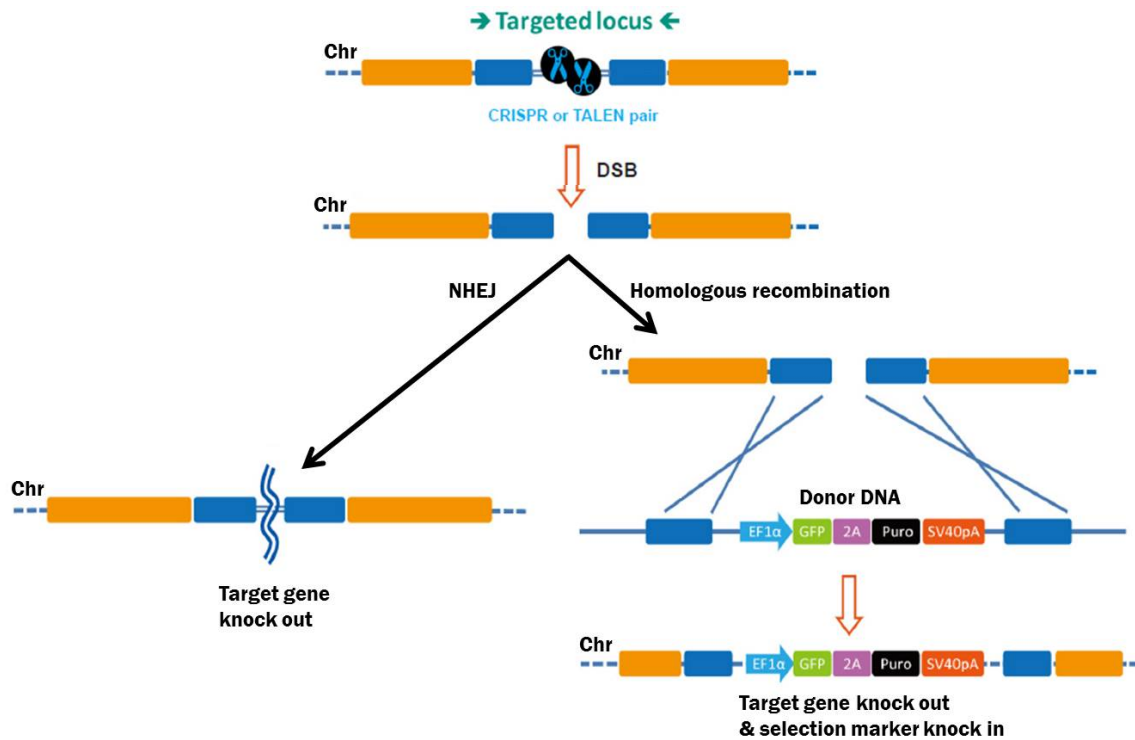 → Targeted locus ←
Chr
CRISPR or TALEN pair
DSB
Chr
NHEJ
Homologous recombination
Chr
Chr
Target gene
knock out
Donor DNA
EF1α GFP 2A Puro SV40pA
Chr
EF1α GFP 2A Puro SV40pA
Target gene knock out
& selection marker knock in